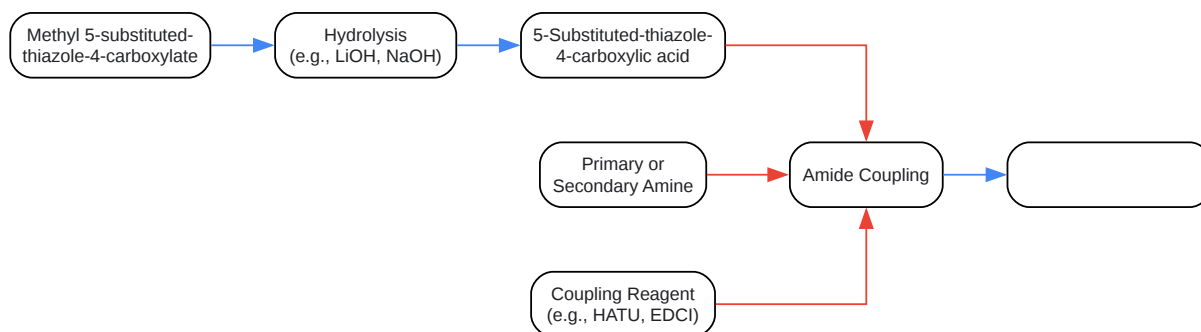 Methyl 5-substituted-
thiazole-4-carboxylate
Hydrolysis
(e.g., LiOH, NaOH)
5-Substituted-thiazole-
4-carboxylic acid
Primary or
Secondary Amine
Amide Coupling
Coupling Reagent
(e.g., HATU, EDCI)